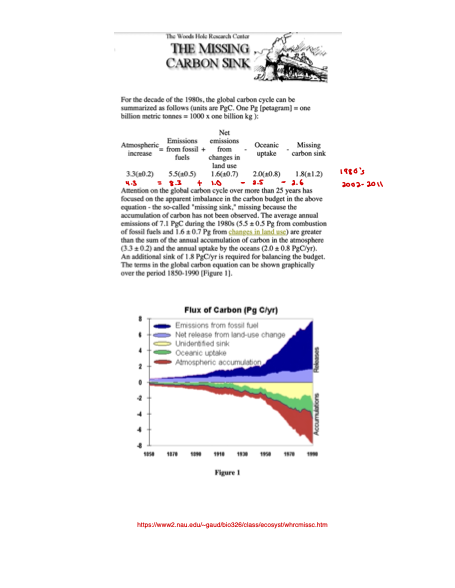 The Woods Hole Research Center
THE MISSING
CARBON SINK
For the decade of the 1980s, the global carbon cycle can be
summarized as follows (units are PgC. One Pg [petagram] = one
billion metric tonnes = 1000 x one billion kg ):
Atmospheric increase = Emissions from fossil fuels + Net emissions from changes in land use - Oceanic uptake - Missing carbon sink
3.3(±0.2) 5.5(±0.5) 1.6(±0.7) 2.0(±0.8) 1.8(±1.2) 1980's
4.3 = 8.3 + 1.0 - 2.5 - 2.6 2002-2011
Attention on the global carbon cycle over more than 25 years has
focused on the apparent imbalance in the carbon budget in the above
equation - the so-called "missing sink," missing because the
accumulation of carbon has not been observed. The average annual
emissions of 7.1 PgC during the 1980s (5.5 ± 0.5 Pg from combustion
of fossil fuels and 1.6 ± 0.7 Pg from changes in land use) are greater
than the sum of the annual accumulation of carbon in the atmosphere
(3.3 ± 0.2) and the annual uptake by the oceans (2.0 ± 0.8 PgC/yr).
An additional sink of 1.8 PgC/yr is required for balancing the budget.
The terms in the global carbon equation can be shown graphically
over the period 1850-1990 [Figure 1].
Flux of Carbon (Pg C/yr)
8
6
4
2
0
-2
-4
-6
-8
Emissions from fossil fuel
Net release from land-use change
Unidentified sink
Oceanic uptake
Atmospheric accumulation
Releases
Accumulations
1850 1870 1890 1910 1930 1950 1970 1990
Figure 1
https://www2.nau.edu/~gaud/bio326/class/ecosyst/whrcmissc.htm